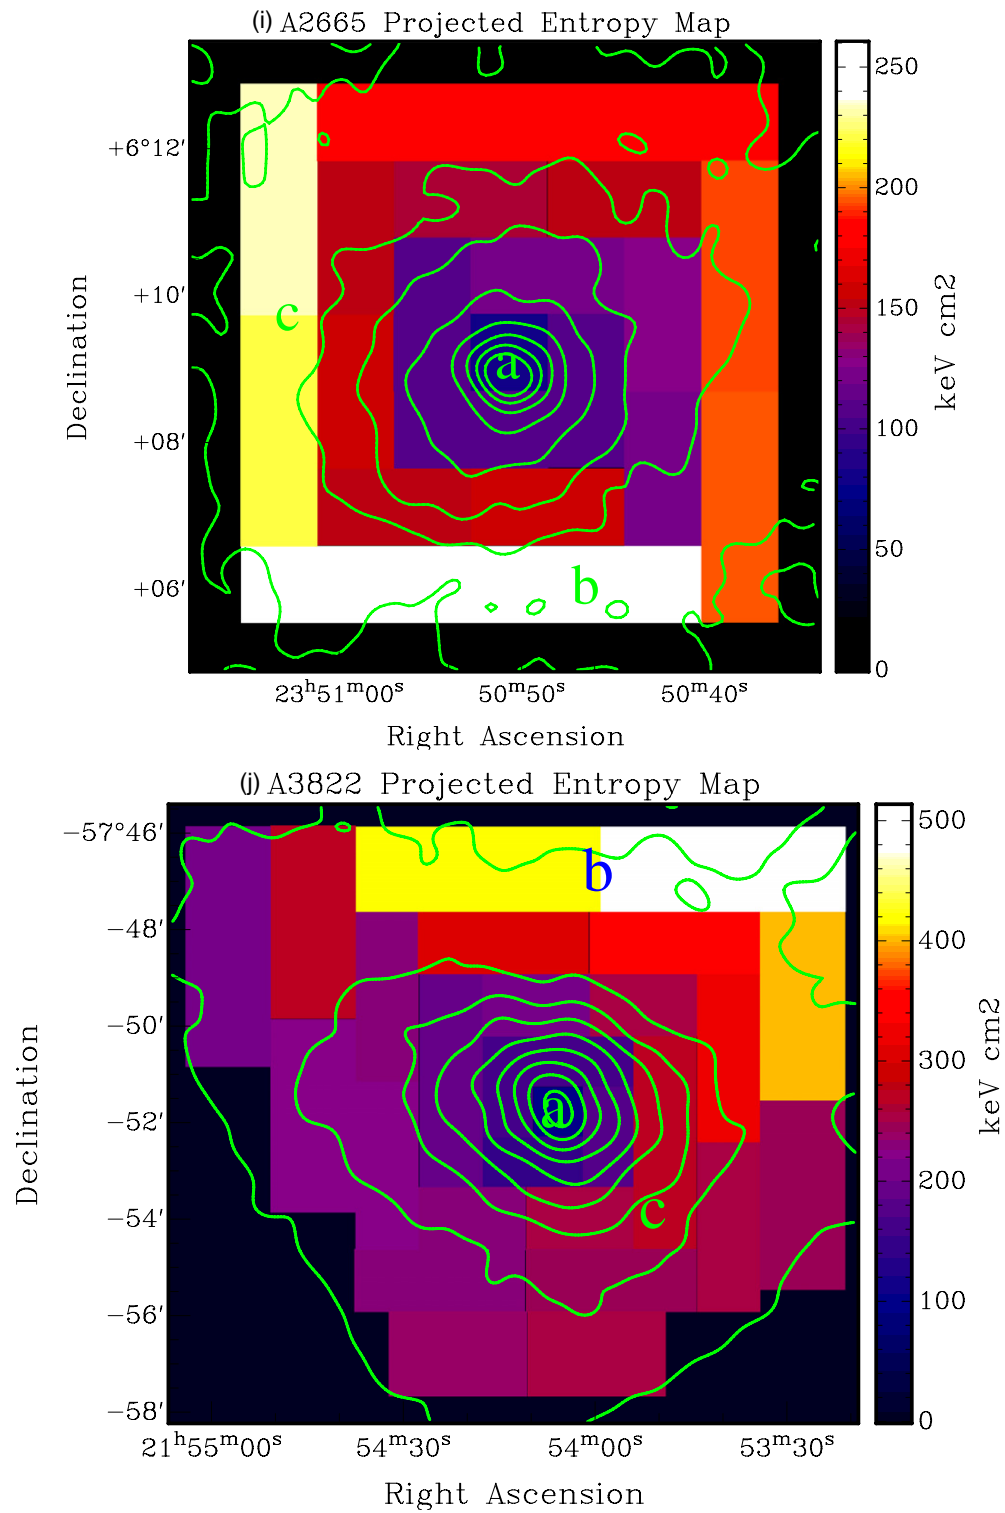 (i) A2665 Projected Entropy Map
250
+6°12′
200
c
+10′
150
a
Declination
keV cm2
+08′
100
50
b
+06′
0
23h51m00s 50m50s 50m40s
Right Ascension
(j) A3822 Projected Entropy Map
−57°46′
500
b
−48′
400
−50′
300
a
−52′
Declination
keV cm2
200
c
−54′
100
−56′
−58′
0
21h55m00s 54m30s 54m00s 53m30s
Right Ascension